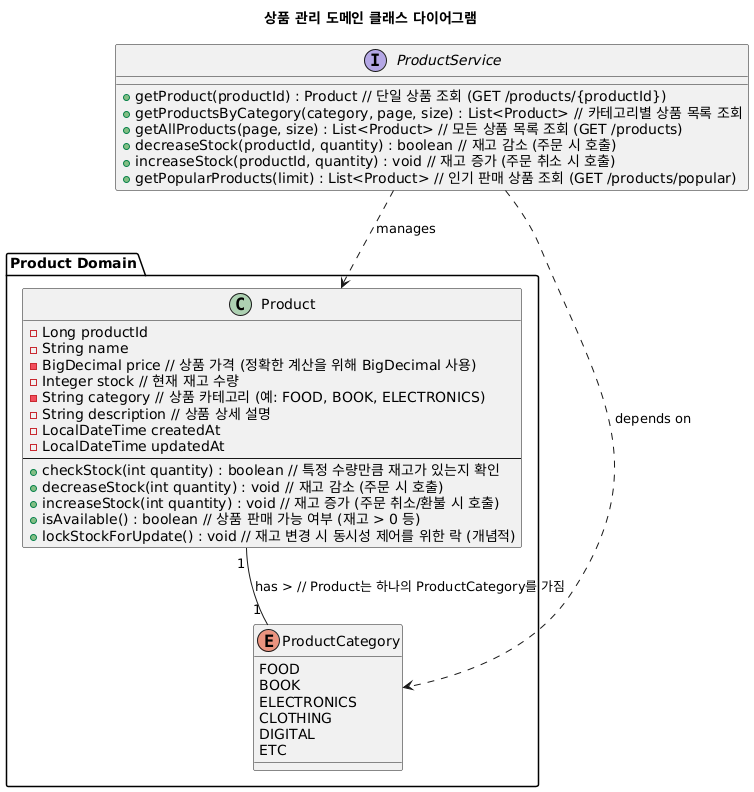 상품 관리 도메인 클래스 다이어그램
I ProductService
getProduct(productId) : Product // 단일 상품 조회 (GET /products/{productId})
getProductsByCategory(category, page, size) : List<Product> // 카테고리별 상품 목록 조회
getAllProducts(page, size) : List<Product> // 모든 상품 목록 조회 (GET /products)
decreaseStock(productId, quantity) : boolean // 재고 감소 (주문 시 호출)
increaseStock(productId, quantity) : void // 재고 증가 (주문 취소 시 호출)
getPopularProducts(limit) : List<Product> // 인기 판매 상품 조회 (GET /products/popular)
manages
Product Domain
C Product
Long productId
String name
BigDecimal price // 상품 가격 (정확한 계산을 위해 BigDecimal 사용)
Integer stock // 현재 재고 수량
String category // 상품 카테고리 (예: FOOD, BOOK, ELECTRONICS)
String description // 상품 상세 설명
LocalDateTime createdAt
LocalDateTime updatedAt
checkStock(int quantity) : boolean // 특정 수량만큼 재고가 있는지 확인
decreaseStock(int quantity) : void // 재고 감소 (주문 시 호출)
increaseStock(int quantity) : void // 재고 증가 (주문 취소/환불 시 호출)
isAvailable() : boolean // 상품 판매 가능 여부 (재고 > 0 등)
lockStockForUpdate() : void // 재고 변경 시 동시성 제어를 위한 락 (개념적)
depends on
1
has > // Product는 하나의 ProductCategory를 가짐
1
E ProductCategory
FOOD
BOOK
ELECTRONICS
CLOTHING
DIGITAL
ETC